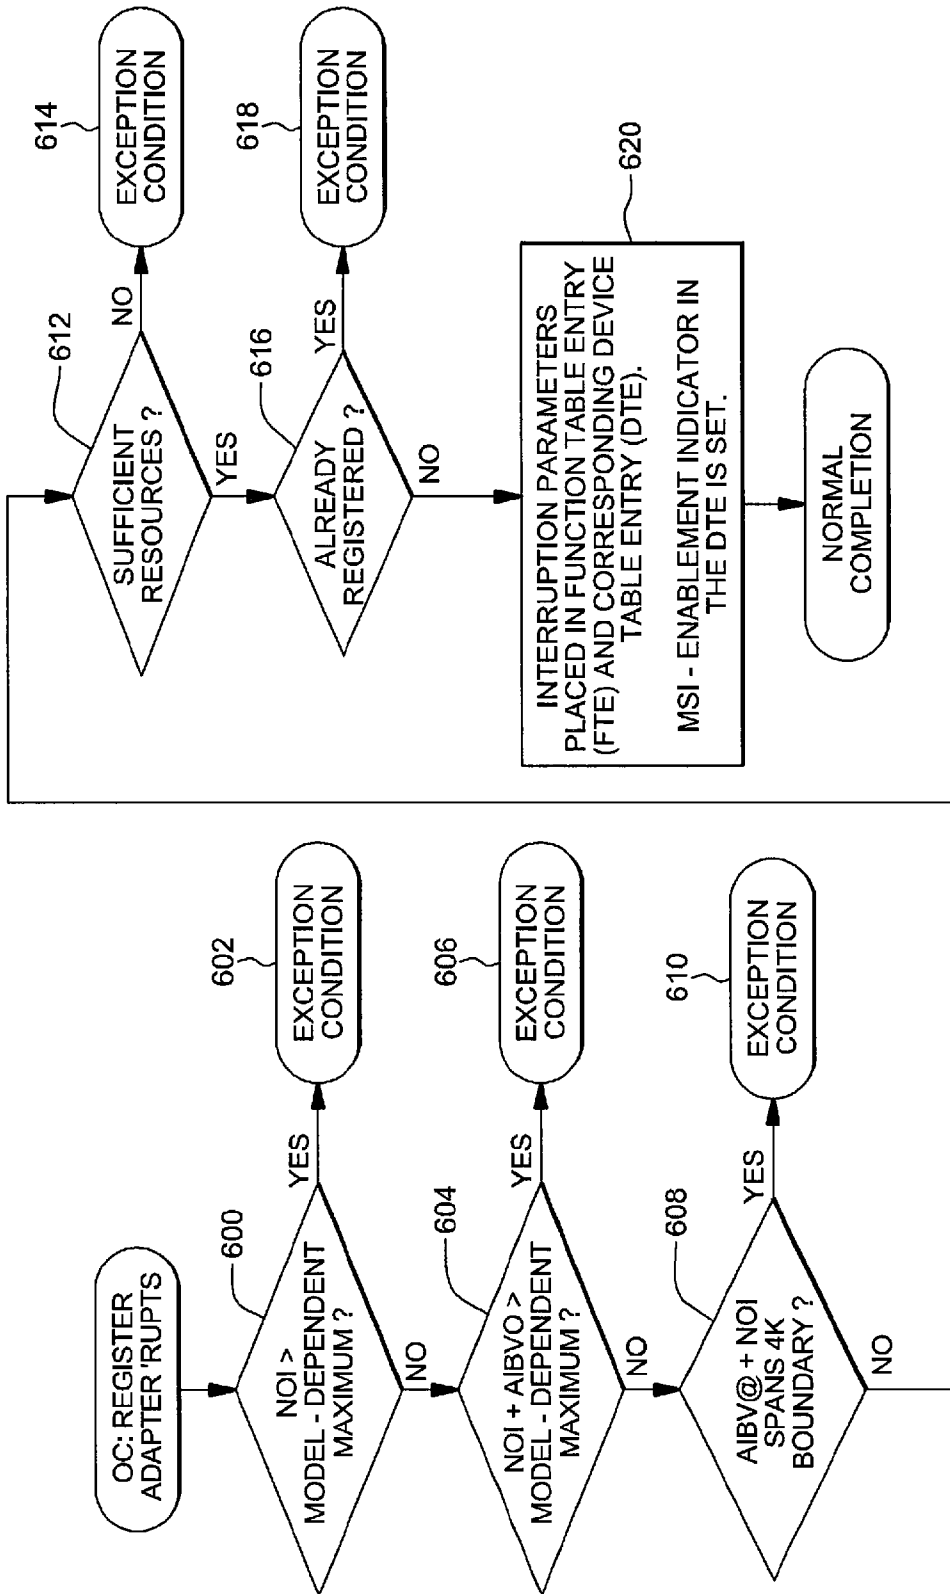 OC: REGISTER
ADAPTER 'RUPTS
600
NOI >
MODEL - DEPENDENT
MAXIMUM ?
YES
602
EXCEPTION
CONDITION
NO
604
NOI + AIBVO >
MODEL - DEPENDENT
MAXIMUM ?
YES
606
EXCEPTION
CONDITION
NO
608
AIBV@ + NOI
SPANS 4K
BOUNDARY ?
YES
610
EXCEPTION
CONDITION
NO
612
SUFFICIENT
RESOURCES ?
NO
614
EXCEPTION
CONDITION
YES
616
ALREADY
REGISTERED ?
YES
618
EXCEPTION
CONDITION
NO
620
INTERRUPTION PARAMETERS
PLACED IN FUNCTION TABLE ENTRY
(FTE) AND CORRESPONDING DEVICE
TABLE ENTRY (DTE).
MSI - ENABLEMENT INDICATOR IN
THE DTE IS SET.
NORMAL
COMPLETION